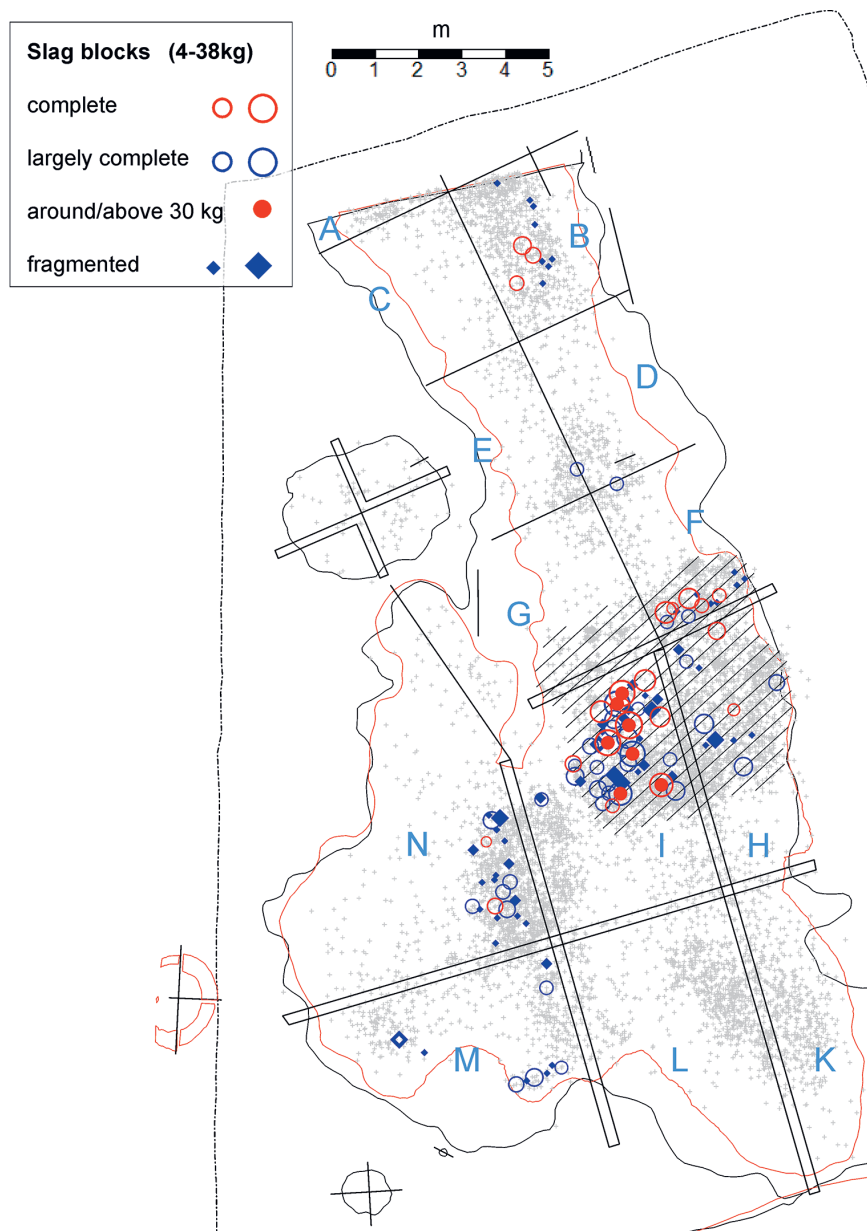 Slag blocks (4-38kg)
complete
largely complete
around/above 30 kg
fragmented
m
0 1 2 3 4 5
A
B
C
D
E
F
G
N
I
H
M
L
K